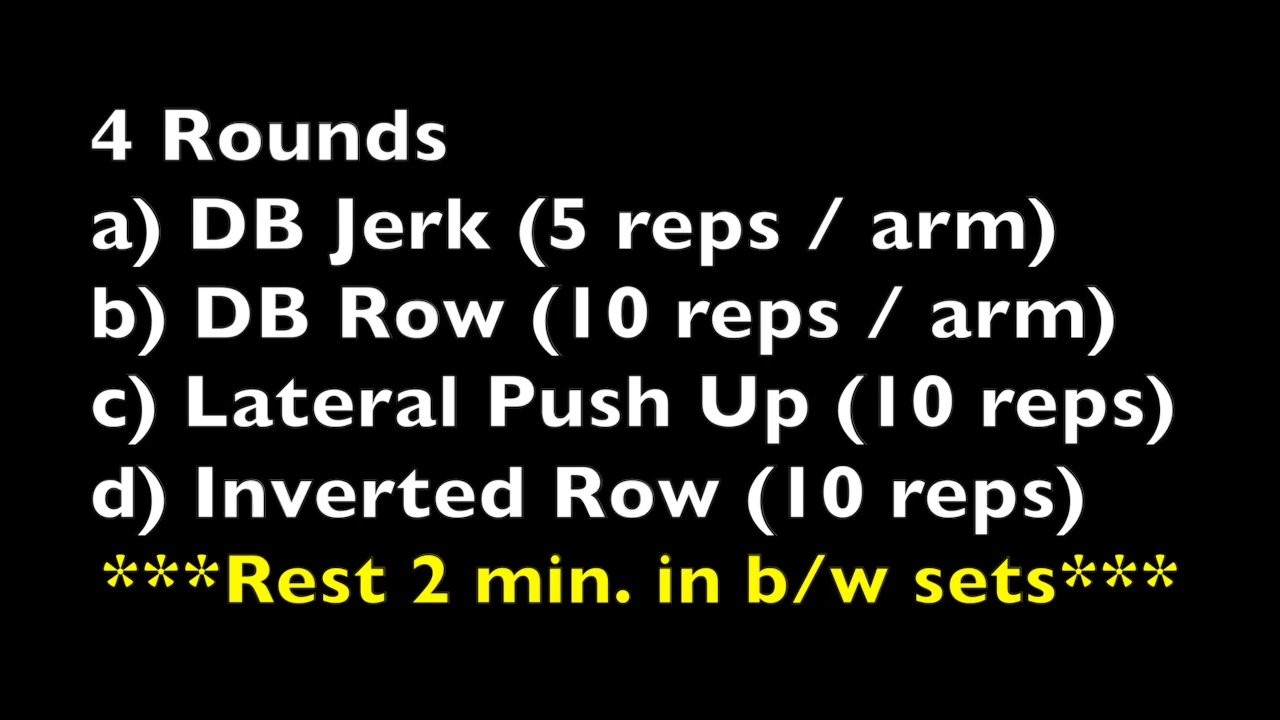 4 Rounds
a) DB Jerk (5 reps / arm)
b) DB Row (10 reps / arm)
c) Lateral Push Up (10 reps)
d) Inverted Row (10 reps)
***Rest 2 min. in b/w sets***